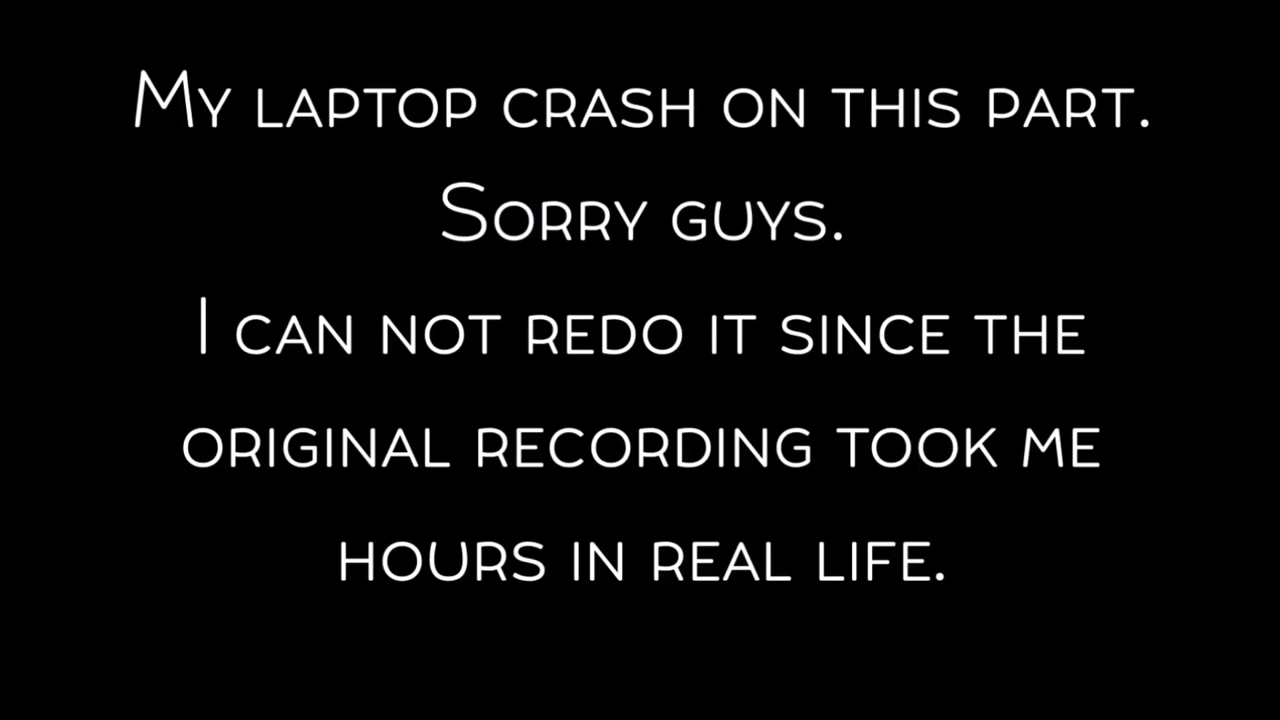 My laptop crash on this part.
Sorry guys.
I can not redo it since the
original recording took me
hours in real life.